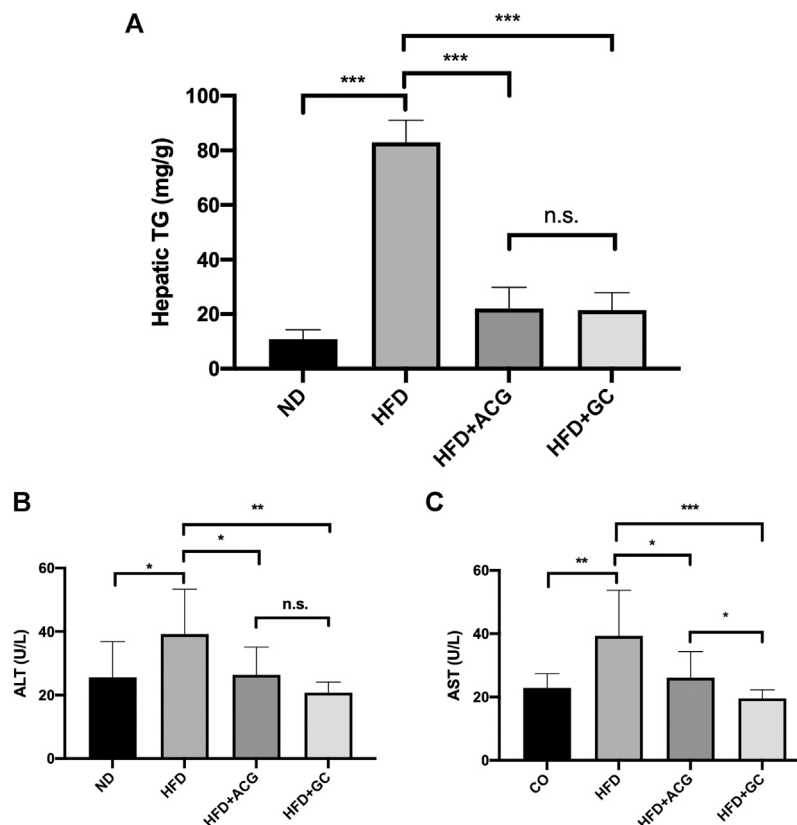 A
***
***
***
n.s.
Hepatic TG (mg/g)
100
80
60
40
20
0
ND
HFD
HFD+ACG
HFD+GC
B
**
*
*
n.s.
ALT (U/L)
60
40
20
0
ND
HFD
HFD+ACG
HFD+GC
C
***
*
**
*
AST (U/L)
60
40
20
0
CO
HFD
HFD+ACG
HFD+GC